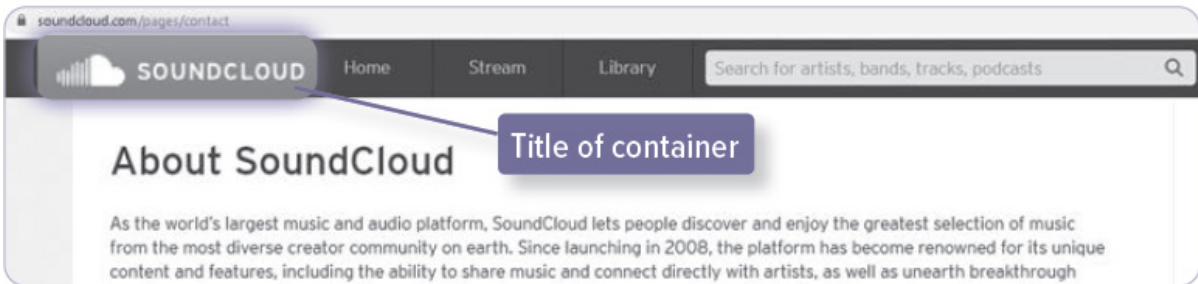 soundcloud.com/pages/contact
SOUNDCLOUD Home Stream Library Search for artists, bands, tracks, podcasts
Title of container
About SoundCloud
As the world's largest music and audio platform, SoundCloud lets people discover and enjoy the greatest selection of music
from the most diverse creator community on earth. Since launching in 2008, the platform has become renowned for its unique
content and features, including the ability to share music and connect directly with artists, as well as unearth breakthrough